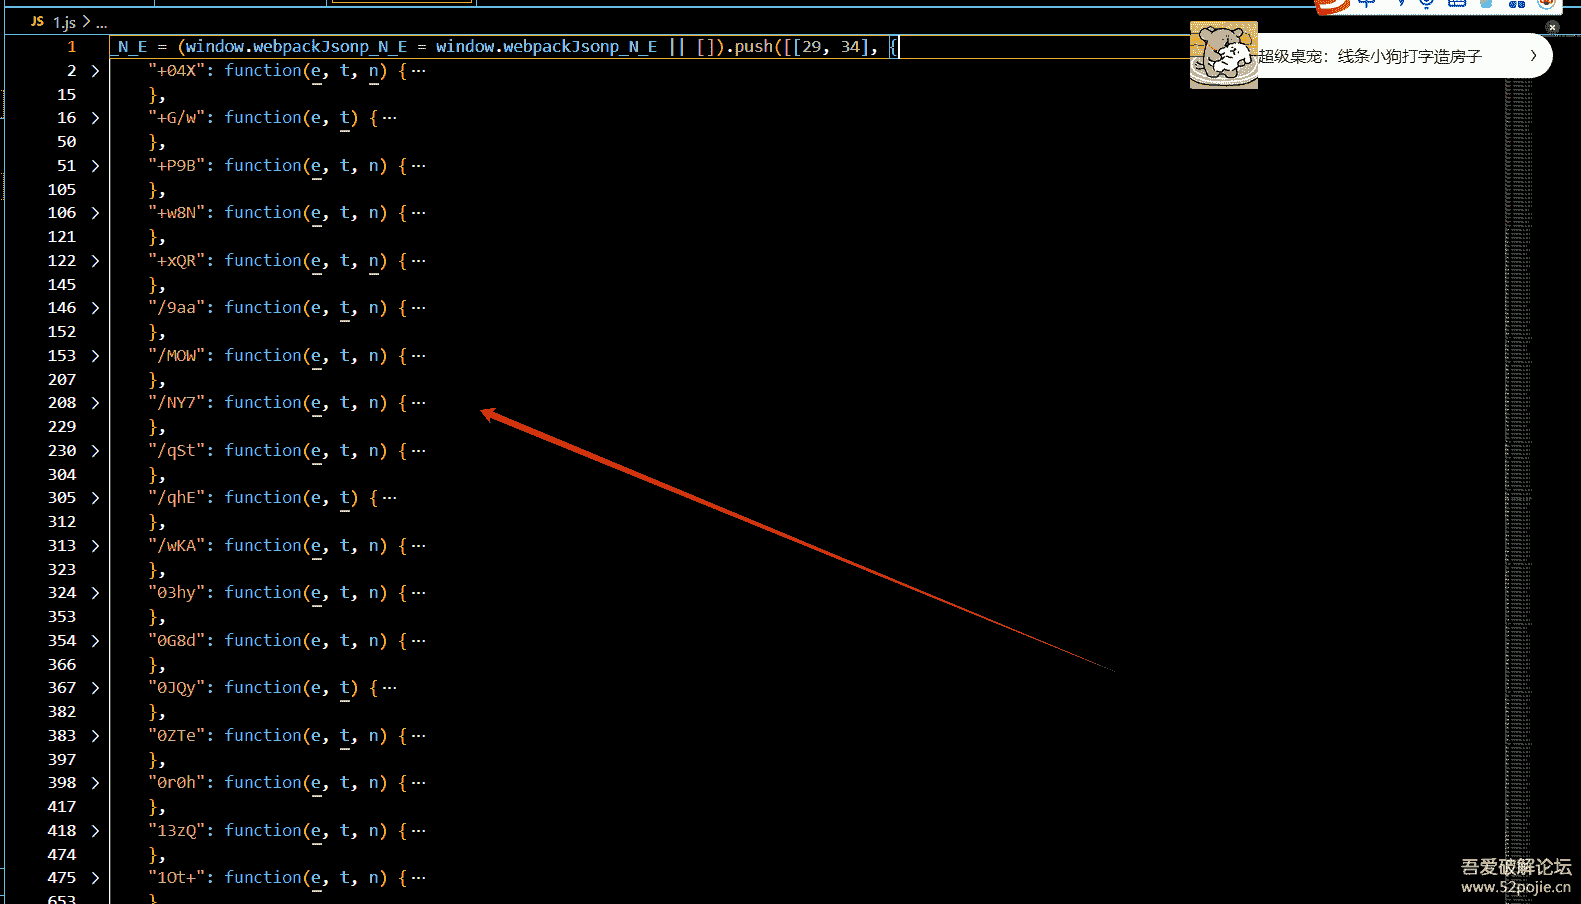 JS 1.js > ...
1 _N_E = (window.webpackJsonp_N_E = window.webpackJsonp_N_E || []).push([[29, 34], {
超级桌宠：线条小狗打字造房子 >
2 > "+04X": function(e, t, n) {···
15 },
16 > "+G/w": function(e, t) {···
50 },
51 > "+P9B": function(e, t, n) {···
105 },
106 > "+w8N": function(e, t, n) {···
121 },
122 > "+xQR": function(e, t, n) {···
145 },
146 > "/9aa": function(e, t, n) {···
152 },
153 > "/MOW": function(e, t, n) {···
207 },
208 > "/NY7": function(e, t, n) {···
229 },
230 > "/qSt": function(e, t, n) {···
304 },
305 > "/qhE": function(e, t) {···
312 },
313 > "/wKA": function(e, t, n) {···
323 },
324 > "03hy": function(e, t, n) {···
353 },
354 > "0G8d": function(e, t, n) {···
366 },
367 > "0JQy": function(e, t) {···
382 },
383 > "0ZTe": function(e, t, n) {···
397 },
398 > "0r0h": function(e, t, n) {···
417 },
418 > "13zQ": function(e, t, n) {···
474 },
475 > "1Ot+": function(e, t, n) {···
653 }
吾爱破解论坛
www.52pojie.cn